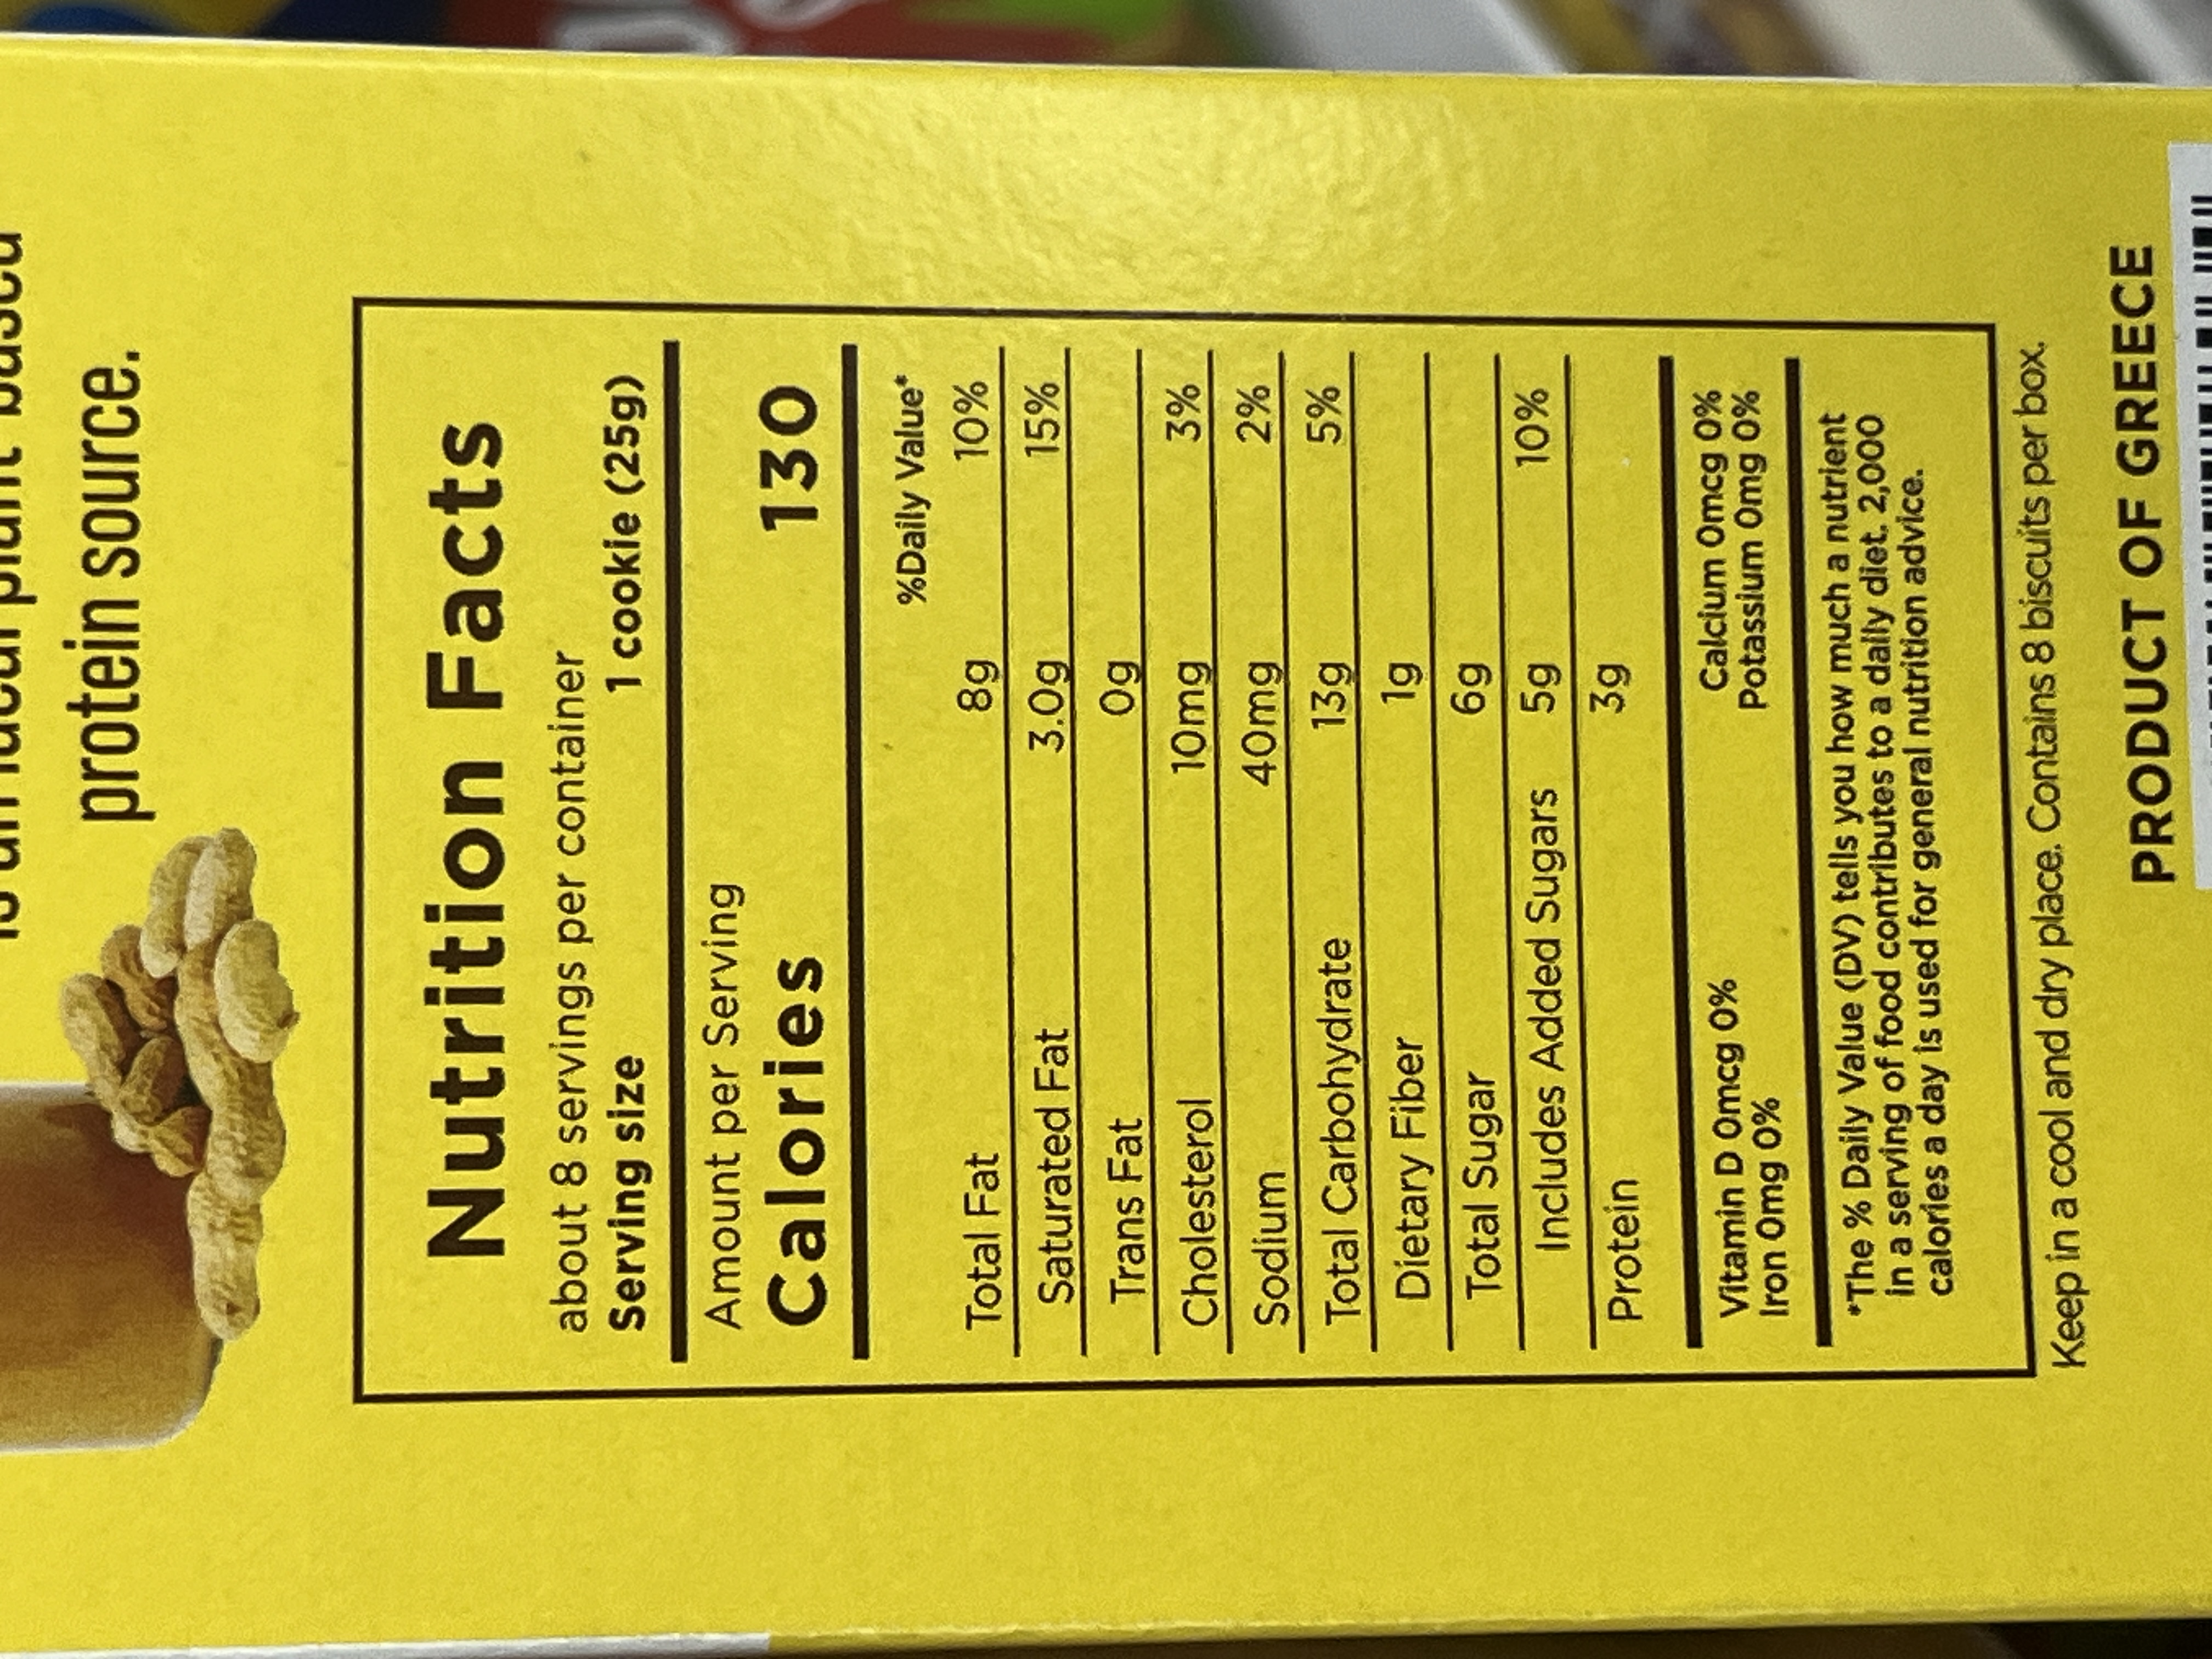 is an ideal plant-based
protein source.
Nutrition Facts
about 8 servings per container
Serving size 1 cookie (25g)
Amount per Serving
Calories 130
%Daily Value*
Total Fat 8g 10%
Saturated Fat 3.0g 15%
Trans Fat 0g
Cholesterol 10mg 3%
Sodium 40mg 2%
Total Carbohydrate 13g 5%
Dietary Fiber 1g
Total Sugar 6g
Includes Added Sugars 5g 10%
Protein 3g
Vitamin D 0mcg 0% Calcium 0mcg 0%
Iron 0mg 0% Potassium 0mg 0%
*The % Daily Value (DV) tells you how much a nutrient
in a serving of food contributes to a daily diet. 2,000
calories a day is used for general nutrition advice.
Keep in a cool and dry place. Contains 8 biscuits per box.
PRODUCT OF GREECE